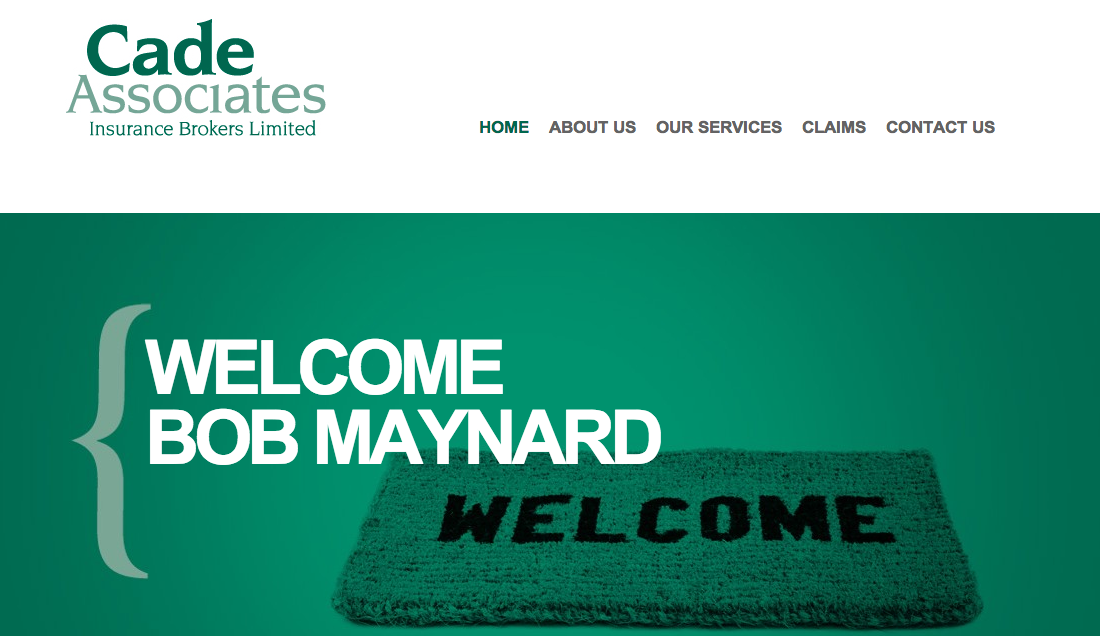 Cade
Associates
Insurance Brokers Limited
HOME ABOUT US OUR SERVICES CLAIMS CONTACT US
WELCOME
BOB MAYNARD
WELCOME